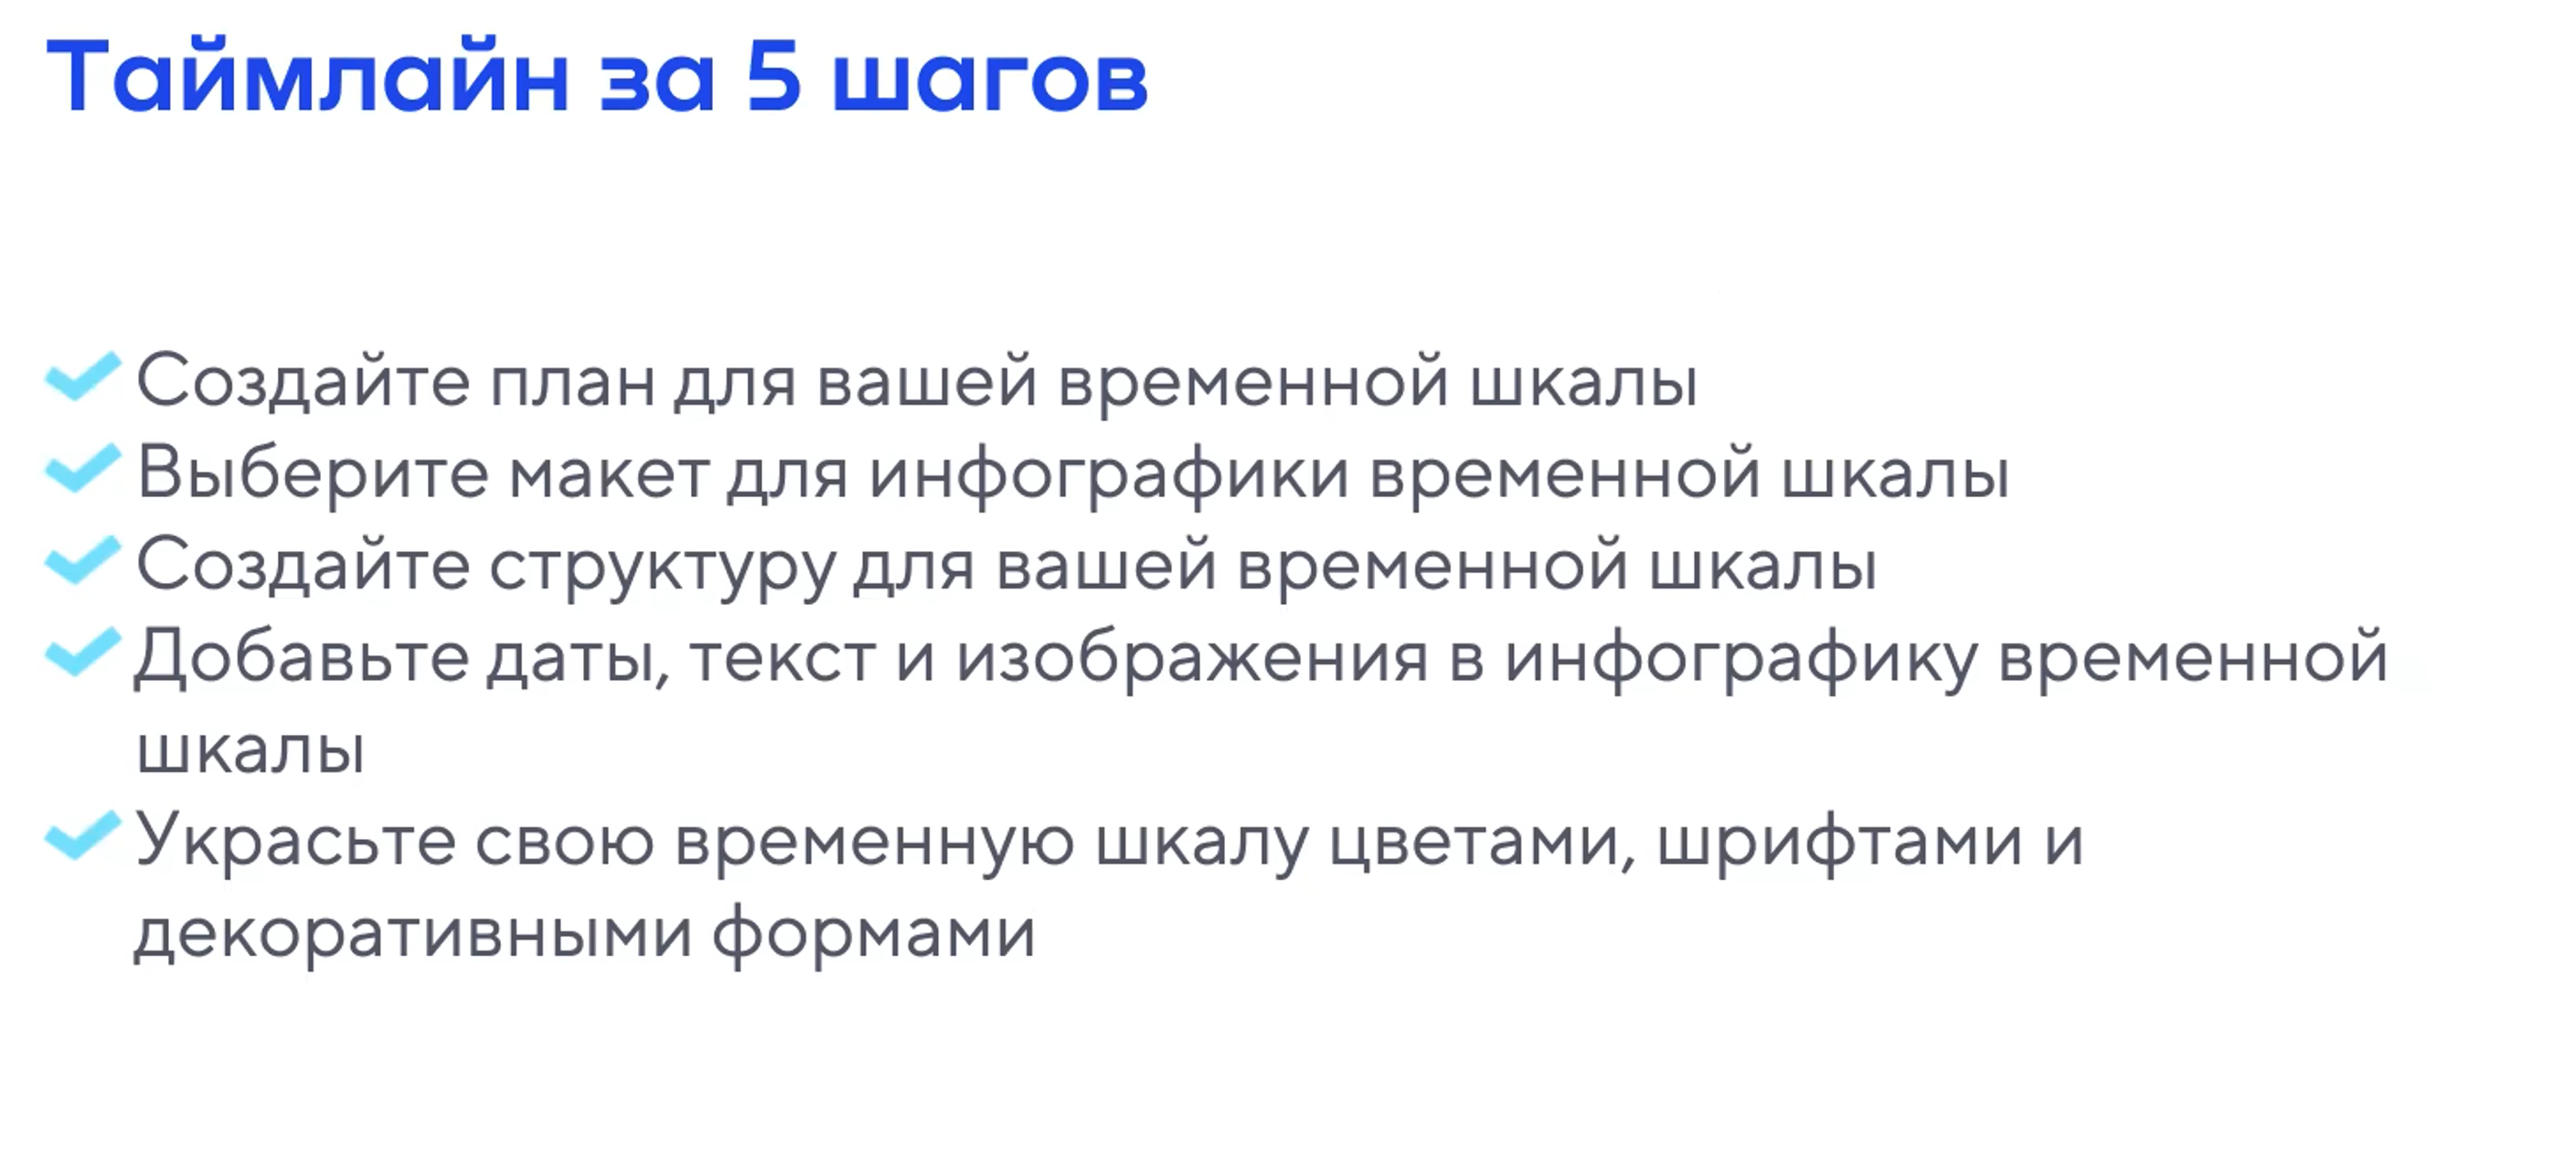 Таймлайн за 5 шагов
Создайте план для вашей временной шкалы
Выберите макет для инфографики временной шкалы
Создайте структуру для вашей временной шкалы
Добавьте даты, текст и изображения в инфографику временной
шкалы
Украсьте свою временную шкалу цветами, шрифтами и
декоративными формами